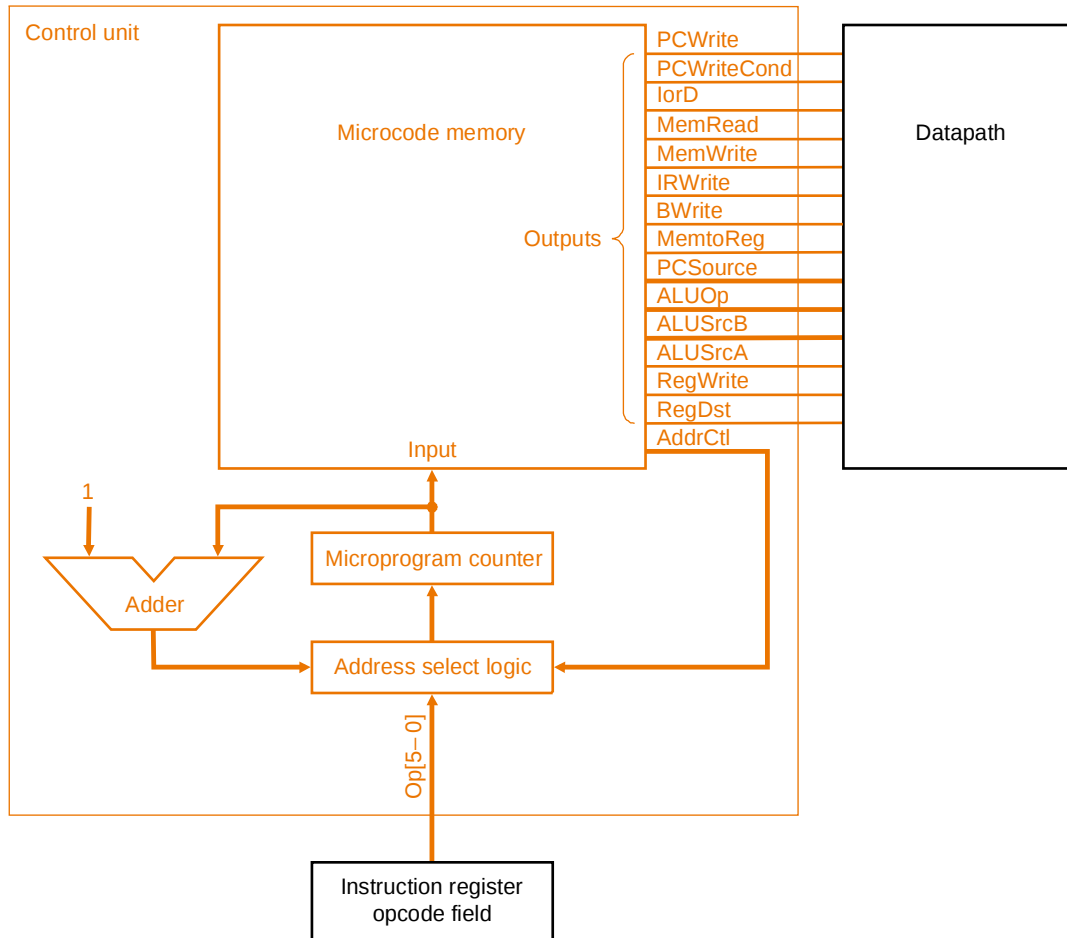 Control unit
PCWrite
PCWriteCond
IorD
Microcode memory
MemRead
Datapath
MemWrite
IRWrite
BWrite
Outputs
MemtoReg
PCSource
ALUOp
ALUSrcB
ALUSrcA
RegWrite
RegDst
Input
AddrCtl
1
Microprogram counter
Adder
Address select logic
Op[5–0]
Instruction register
opcode field